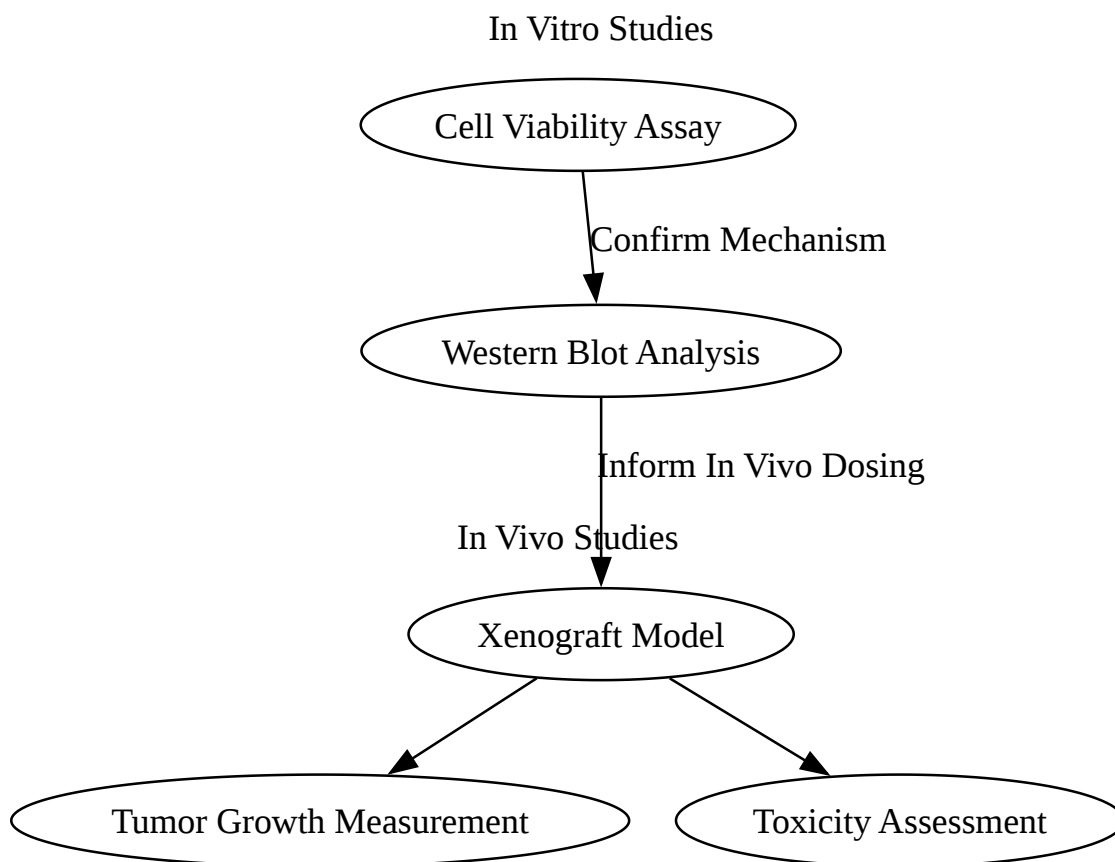 In Vitro Studies
Cell Viability Assay
Confirm Mechanism
Western Blot Analysis
Inform In Vivo Dosing
In Vivo Studies
Xenograft Model
Tumor Growth Measurement
Toxicity Assessment